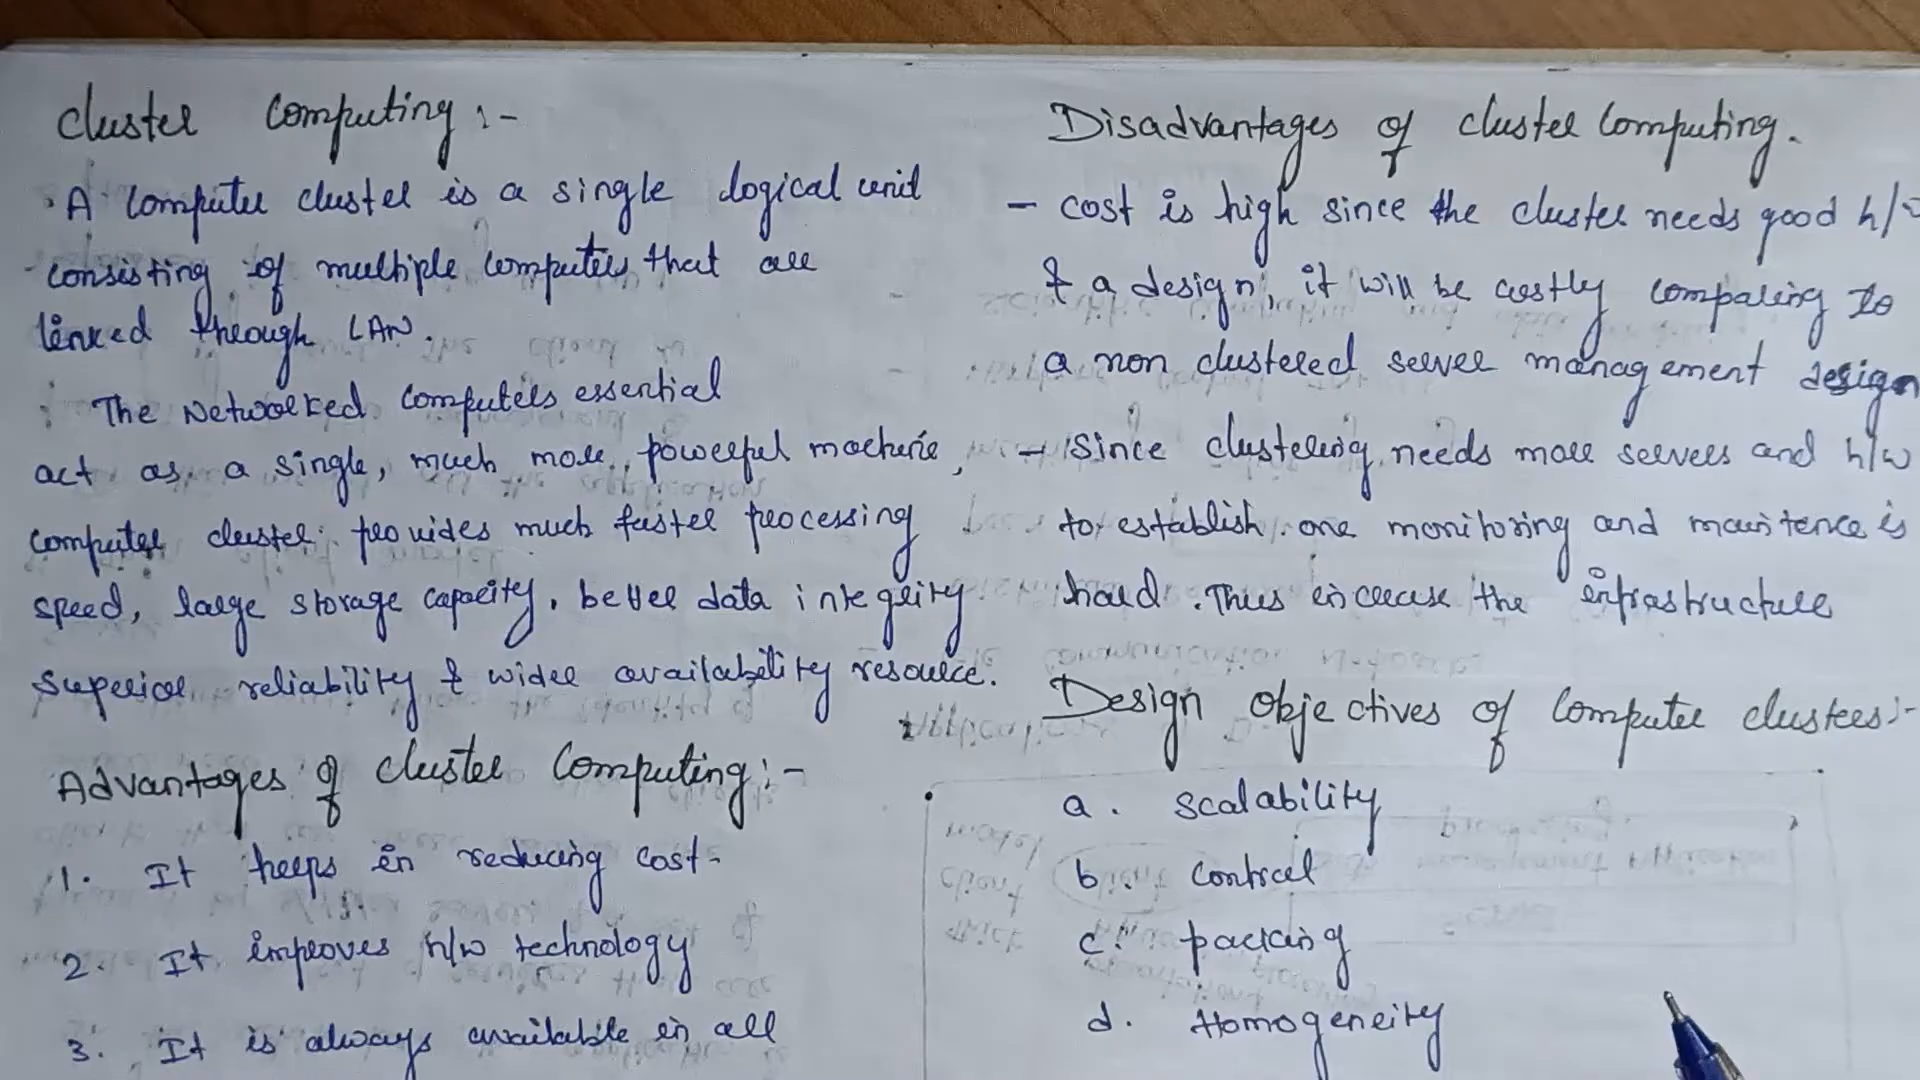 Cluster Computing :-
A Computer cluster is a single logical unit
consisting of multiple computers that are
linked through LAN.
The Networked computers essential
act as a single, much more powerful machine,
computer cluster provides much faster processing
speed, large storage capacity, better data integrity
superior reliability & wider availability resource.
Advantages of cluster Computing :-
1. It helps in reducing cost-
2. It improves h/w technology
3. It is always available in all
Disadvantages of cluster Computing.
- cost is high since the cluster needs good h/w
& a design, it will be costly comparing to
a non clustered server management design
- Since clustering needs more servers and h/w
to establish one monitoring and maintence is
hard. Thus increase the infrastructure
Design objectives of Computer clusters :-
a. scalability
b. control
c. packing
d. Homogeneity